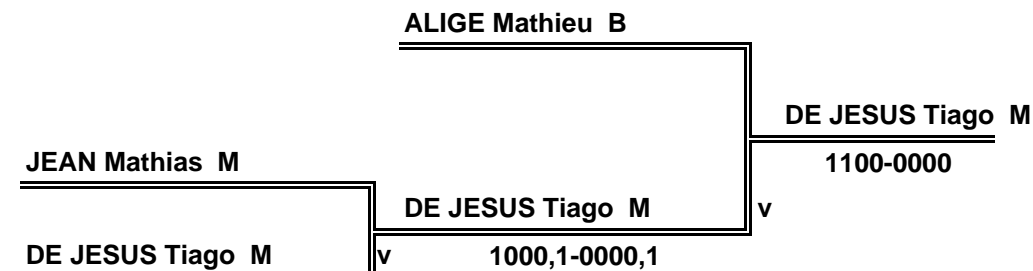 ALIGE Mathieu B
DE JESUS Tiago M
JEAN Mathias M
1100-0000
DE JESUS Tiago M
v
DE JESUS Tiago M
v
1000,1-0000,1